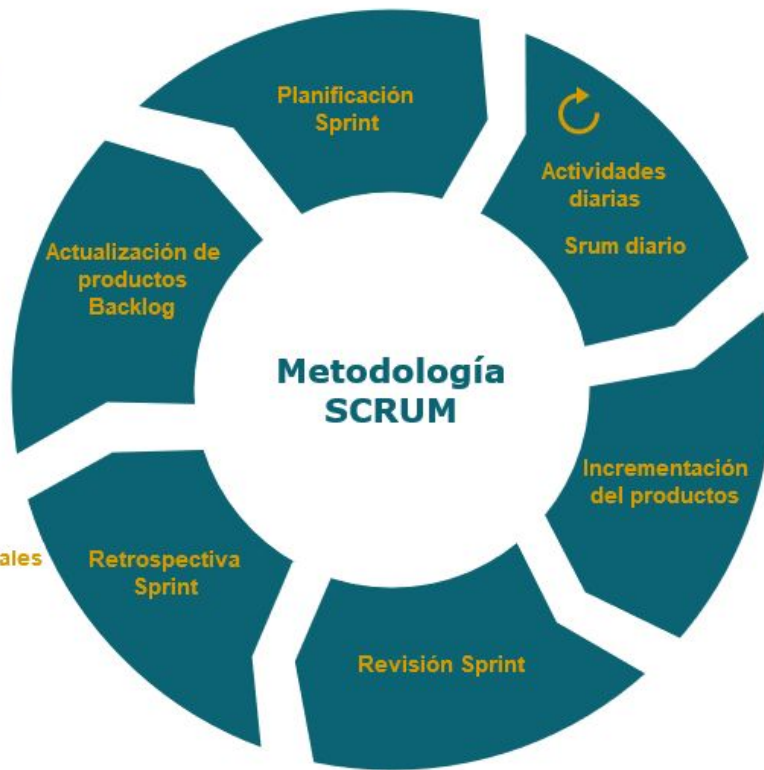 Planificación
Sprint
Actividades
diarias
Srum diario
Incrementación
del productos
Revisión Sprint
Retrospectiva
Sprint
Actualización de
productos
Backlog
Metodología
SCRUM